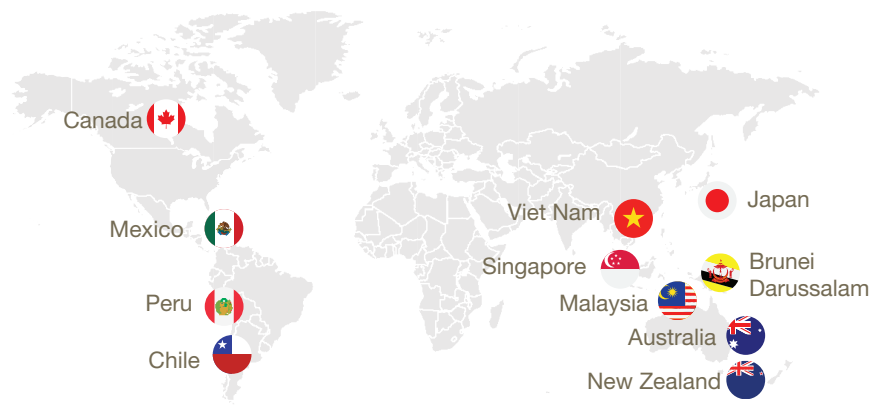 Canada
Mexico
Peru
Chile
Viet Nam
Singapore
Malaysia
Japan
Brunei
Darussalam
Australia
New Zealand